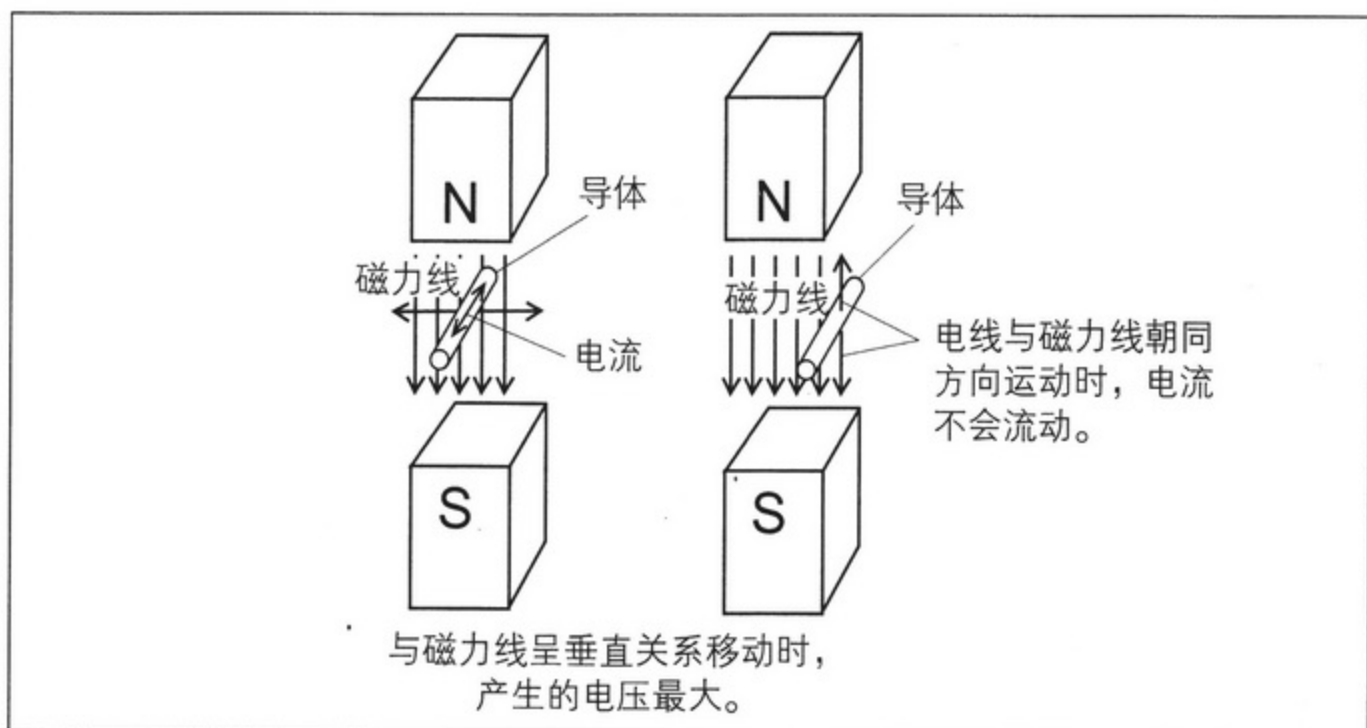 N
导体
磁力线
电流
S
N
导体
磁力线
电线与磁力线朝同
方向运动时，电流
不会流动。
S
与磁力线呈垂直关系移动时，
产生的电压最大。